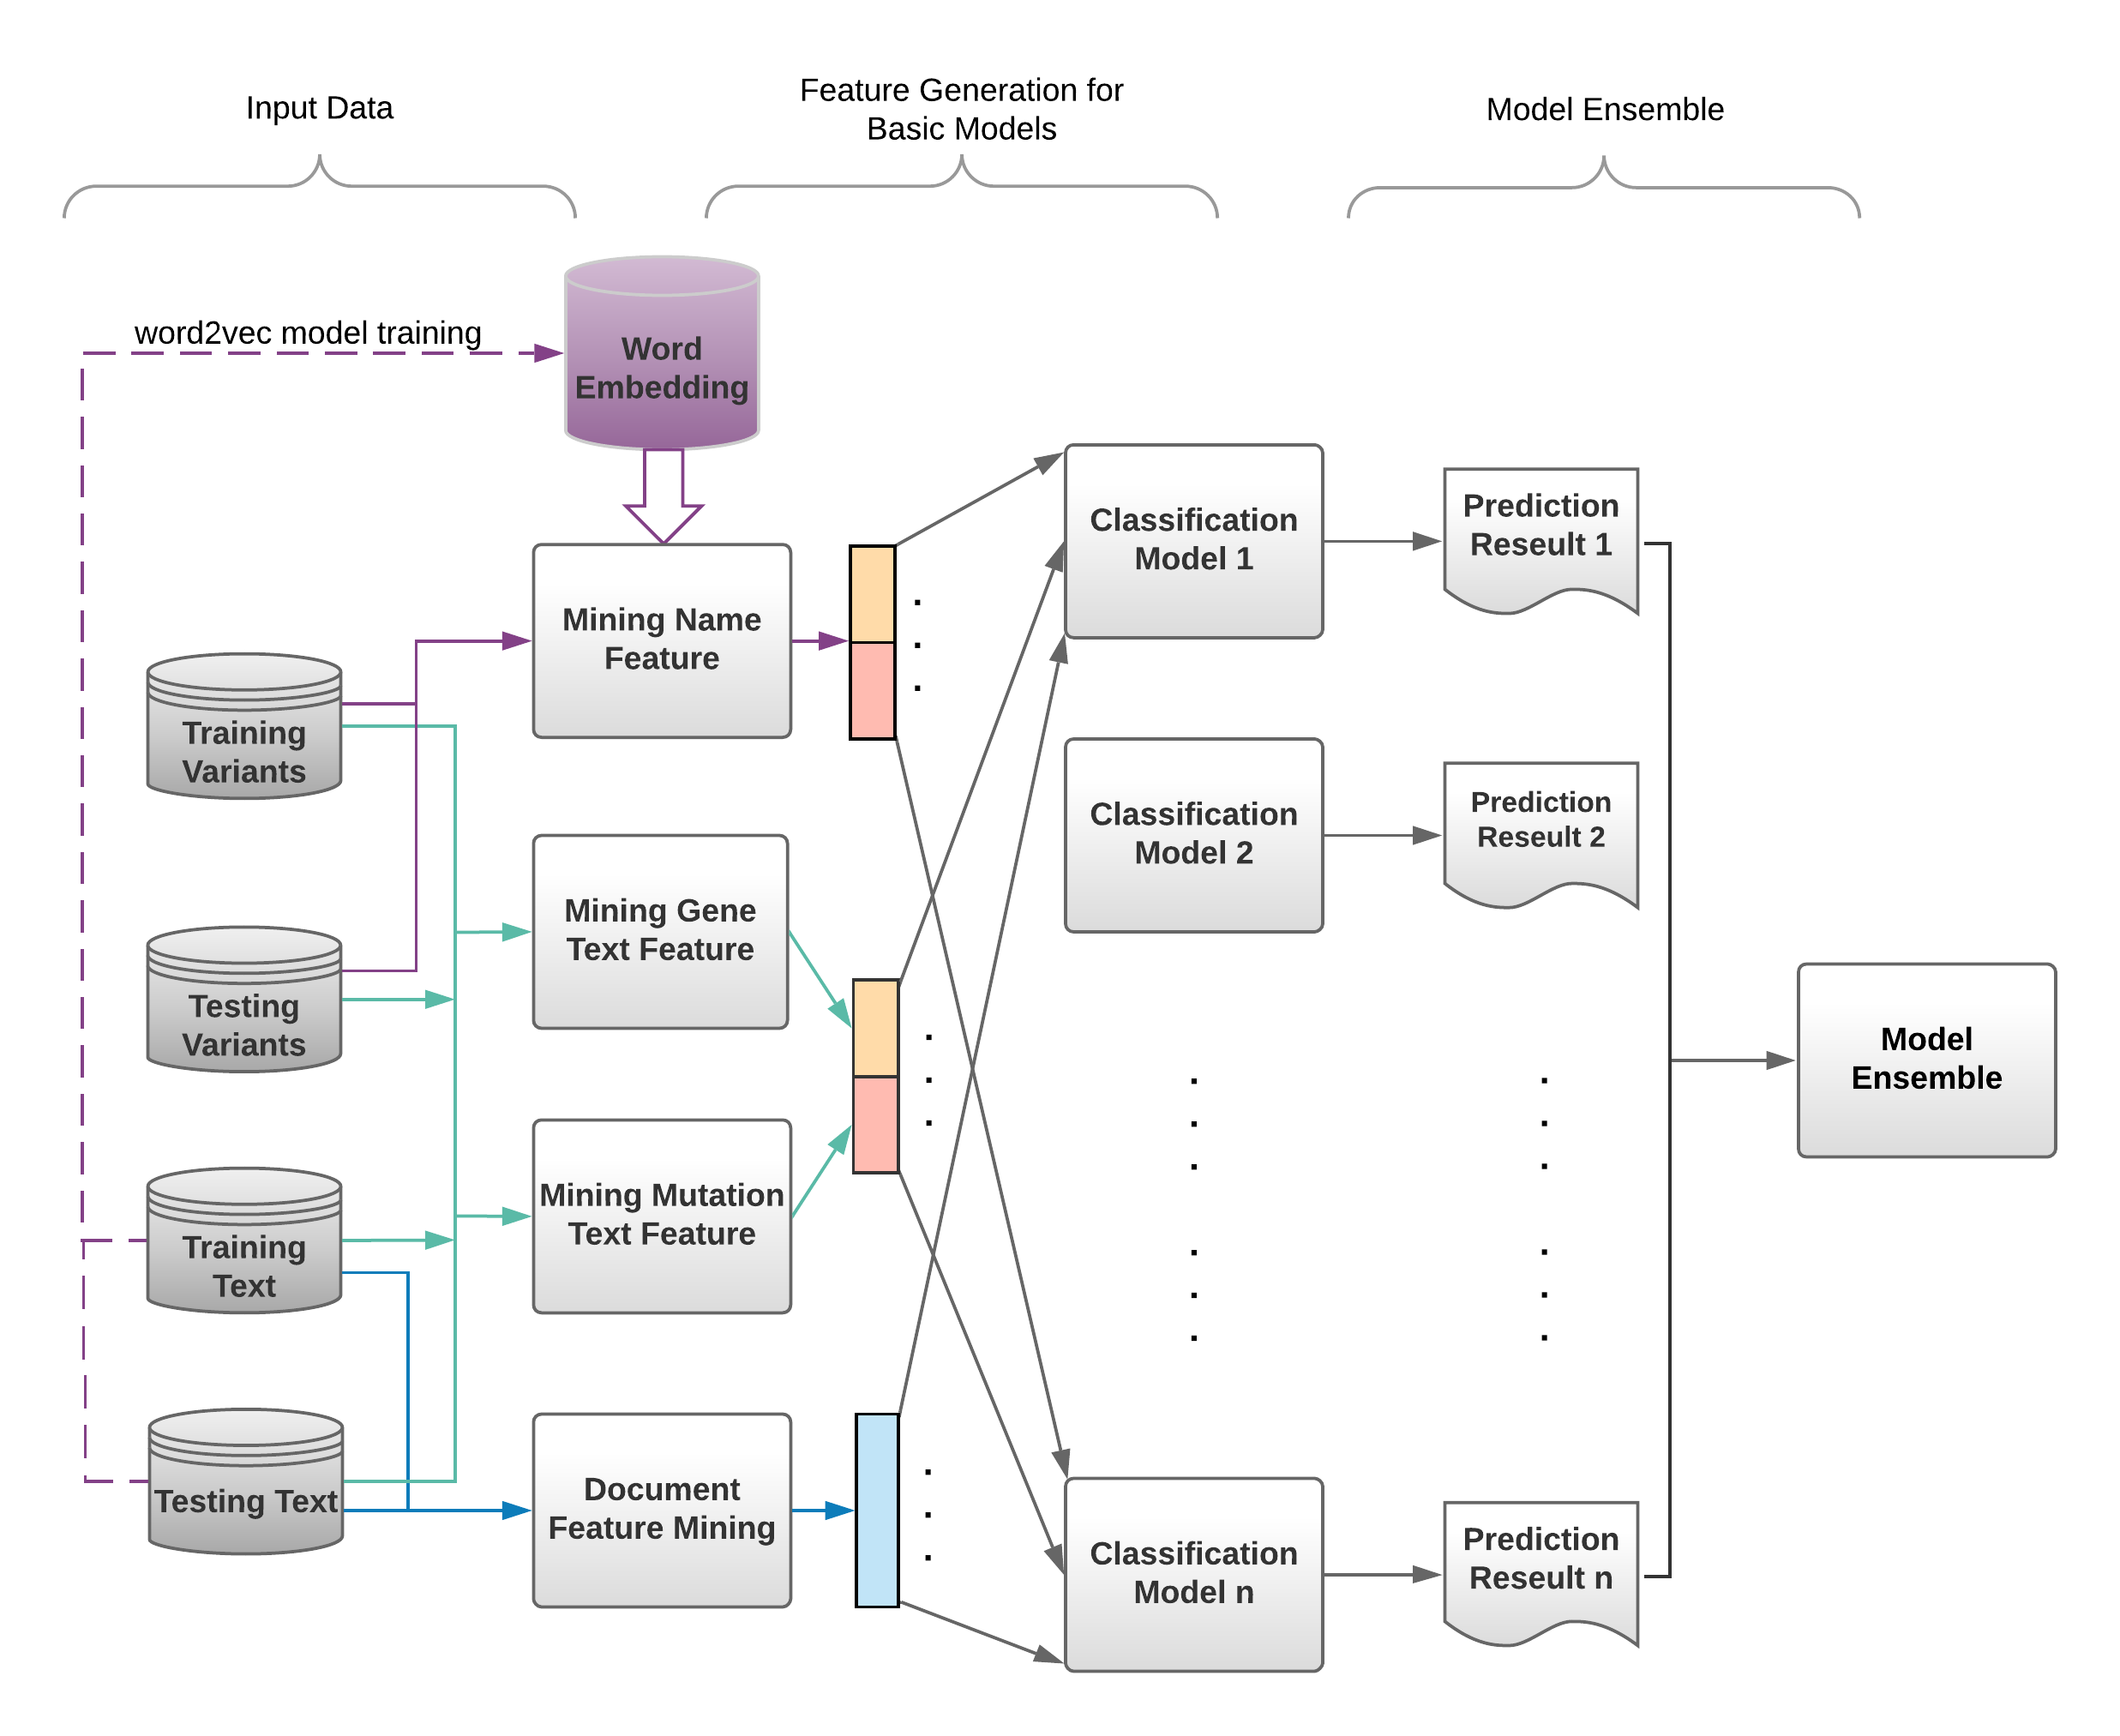 Input Data
Feature Generation for
Basic Models
Model Ensemble
word2vec model training
Word
Embedding
Mining Name
Feature
Training
Variants
Mining Gene
Text Feature
Testing
Variants
Mining Mutation
Text Feature
Training
Text
Document
Feature Mining
Testing Text
Classification
Model 1
Prediction
Reseult 1
Classification
Model 2
Prediction
Reseult 2
Classification
Model n
Prediction
Reseult n
Model
Ensemble